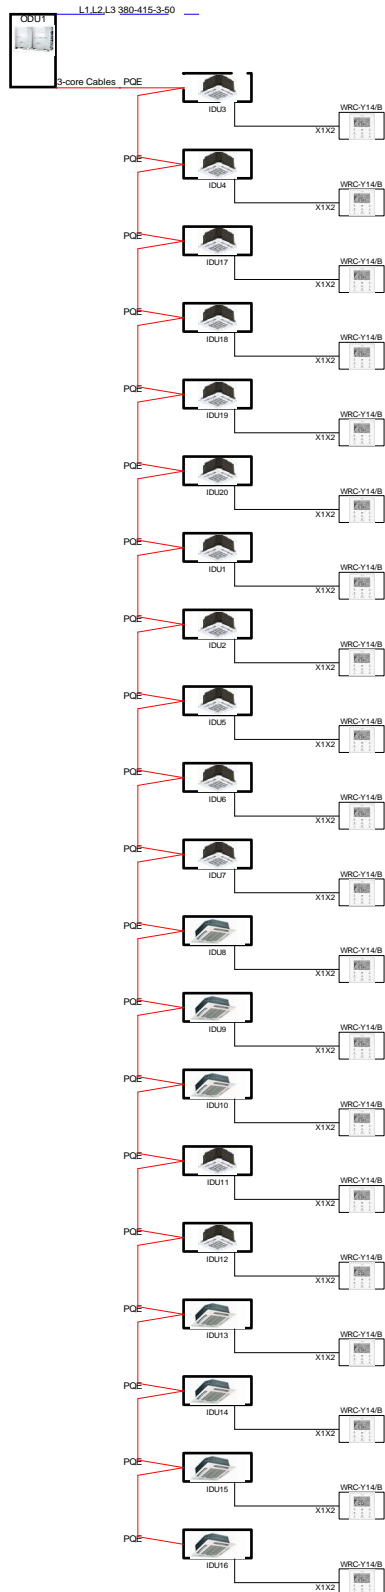 L1,L2,L3 380-415-3-50
ODU1
3-core Cables PQE
IDU3
WRC-Y14/B
X1X2
PQE
IDU4
WRC-Y14/B
X1X2
PQE
IDU17
WRC-Y14/B
X1X2
PQE
IDU18
WRC-Y14/B
X1X2
PQE
IDU19
WRC-Y14/B
X1X2
PQE
IDU20
WRC-Y14/B
X1X2
PQE
IDU1
WRC-Y14/B
X1X2
PQE
IDU2
WRC-Y14/B
X1X2
PQE
IDU5
WRC-Y14/B
X1X2
PQE
IDU6
WRC-Y14/B
X1X2
PQE
IDU7
WRC-Y14/B
X1X2
PQE
IDU8
WRC-Y14/B
X1X2
PQE
IDU9
WRC-Y14/B
X1X2
PQE
IDU10
WRC-Y14/B
X1X2
PQE
IDU11
WRC-Y14/B
X1X2
PQE
IDU12
WRC-Y14/B
X1X2
PQE
IDU13
WRC-Y14/B
X1X2
PQE
IDU14
WRC-Y14/B
X1X2
PQE
IDU15
WRC-Y14/B
X1X2
PQE
IDU16
WRC-Y14/B
X1X2